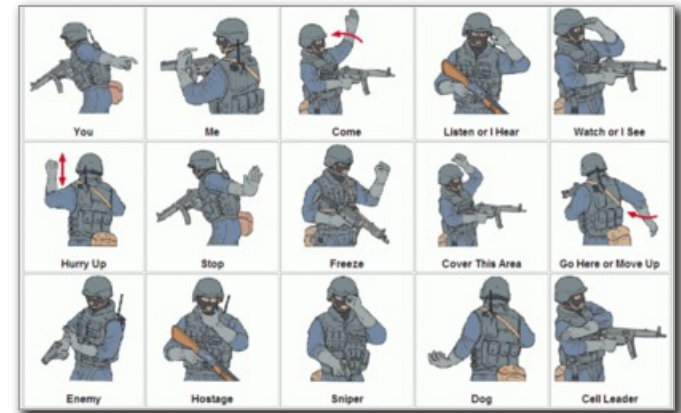 You
Me
Come
Listen or I Hear
Watch or I See
Hurry Up
Stop
Freeze
Cover This Area
Go Here or Move Up
Enemy
Hostage
Sniper
Dog
Cell Leader